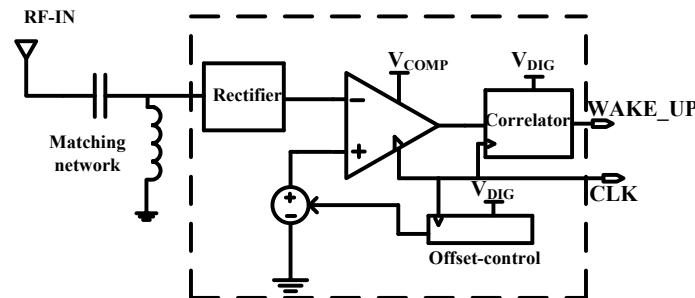 RF-IN
Matching
network
Rectifier
−
+
V_COMP
V_DIG
Correlator
WAKE_UP
CLK
+
−
V_DIG
Offset-control